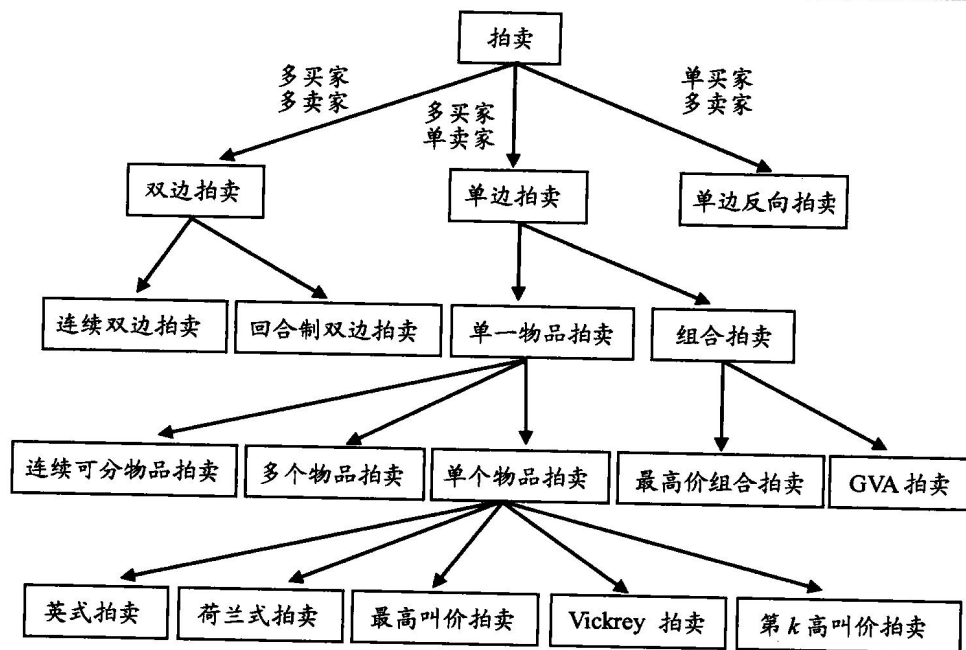 拍卖
多买家
多卖家
多买家
单卖家
单买家
多卖家
双边拍卖
单边拍卖
单边反向拍卖
连续双边拍卖
回合制双边拍卖
单一物品拍卖
组合拍卖
连续可分物品拍卖
多个物品拍卖
单个物品拍卖
最高价组合拍卖
GVA 拍卖
英式拍卖
荷兰式拍卖
最高叫价拍卖
Vickrey 拍卖
第 k 高叫价拍卖